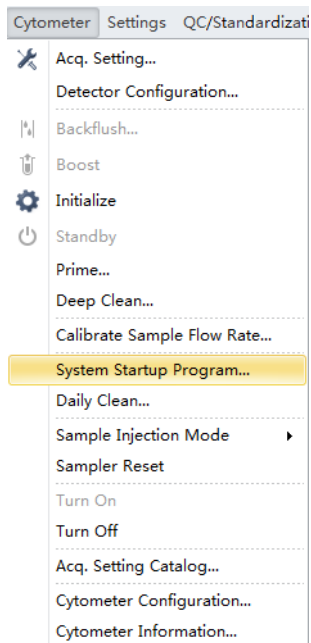 Cytometer Settings QC/Standardizati
Acq. Setting...
Detector Configuration...
Backflush...
Boost
Initialize
Standby
Prime...
Deep Clean...
Calibrate Sample Flow Rate...
System Startup Program...
Daily Clean...
Sample Injection Mode
Sampler Reset
Turn On
Turn Off
Acq. Setting Catalog...
Cytometer Configuration...
Cytometer Information...